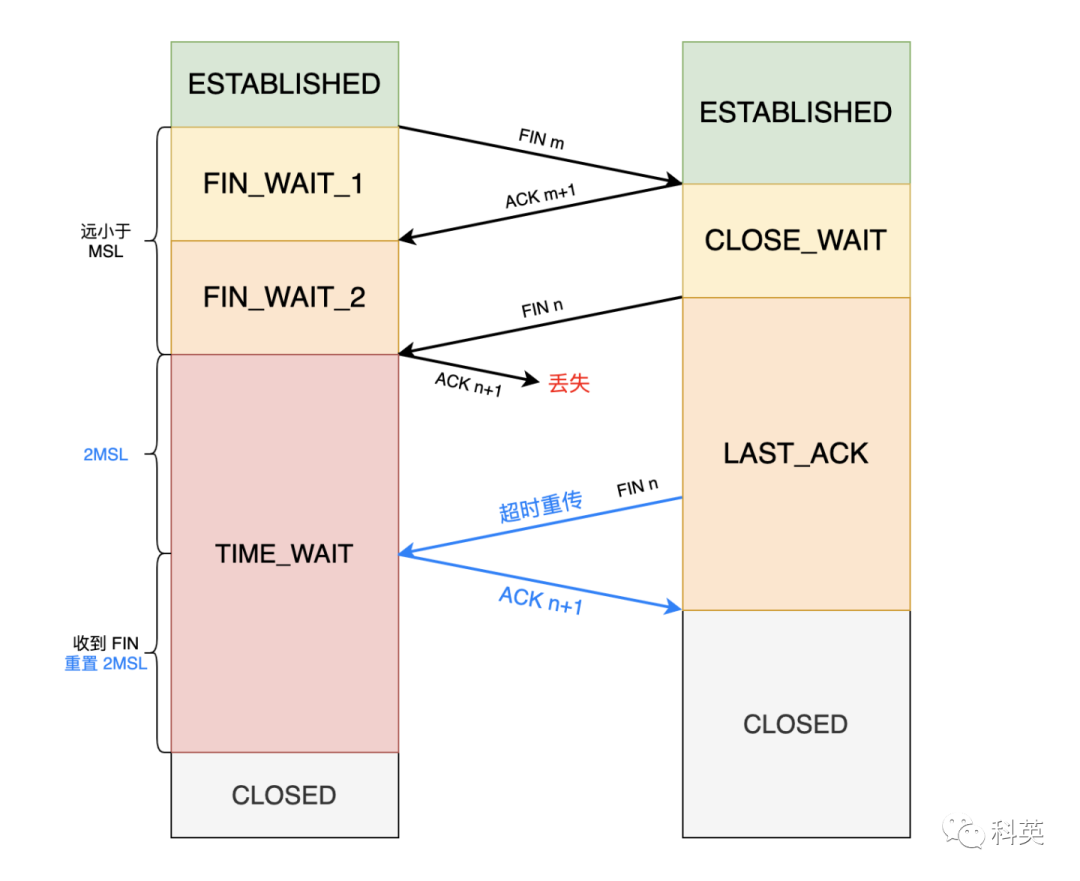 ESTABLISHED
ESTABLISHED
FIN m
FIN_WAIT_1
ACK m+1
远小于
MSL
CLOSE_WAIT
FIN_WAIT_2
FIN n
ACK n+1
丢失
2MSL
LAST_ACK
FIN n
超时重传
TIME_WAIT
ACK n+1
收到 FIN
重置 2MSL
CLOSED
CLOSED
科英